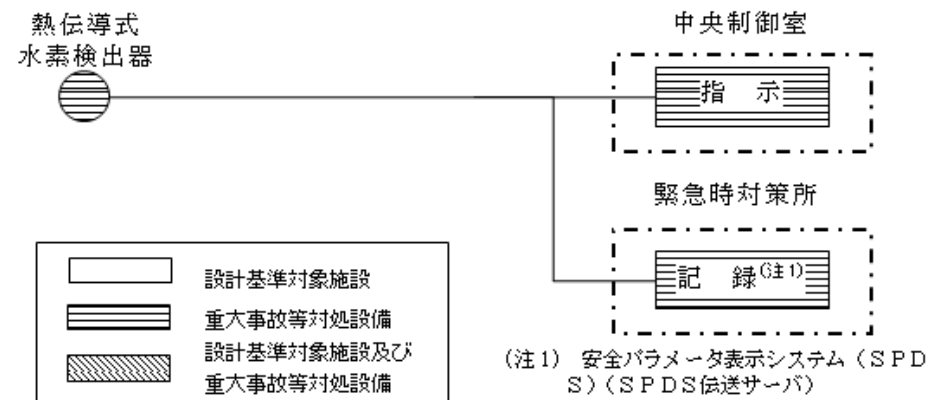 熱伝導式
水素検出器
中央制御室
指　示
緊急時対策所
記　録(注1)
設計基準対象施設
重大事故等対処設備
設計基準対象施設及び
重大事故等対処設備
(注1)　安全パラメータ表示システム（ＳＰＤ
Ｓ）（ＳＰＤＳ伝送サーバ）